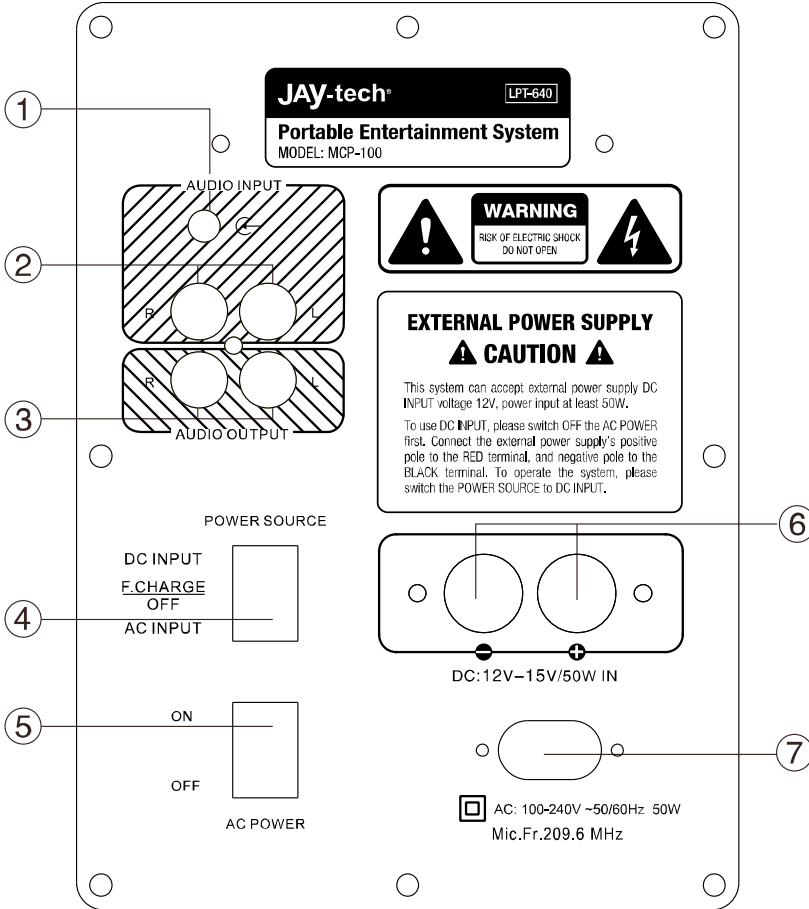 JAY-tech®
LPT-640
Portable Entertainment System
MODEL: MCP-100
1
AUDIO INPUT
2
R
L
R
L
3
AUDIO OUTPUT
WARNING
RISK OF ELECTRIC SHOCK
DO NOT OPEN
EXTERNAL POWER SUPPLY
CAUTION
This system can accept external power supply DC
INPUT voltage 12V, power input at least 50W.
To use DC INPUT, please switch OFF the AC POWER
first. Connect the external power supply's positive
pole to the RED terminal, and negative pole to the
BLACK terminal. To operate the system, please
switch the POWER SOURCE to DC INPUT.
POWER SOURCE
DC INPUT
F.CHARGE
OFF
4
AC INPUT
6
DC:12V–15V/50W IN
5
ON
OFF
AC POWER
7
AC: 100-240V ~50/60Hz 50W
Mic.Fr.209.6 MHz